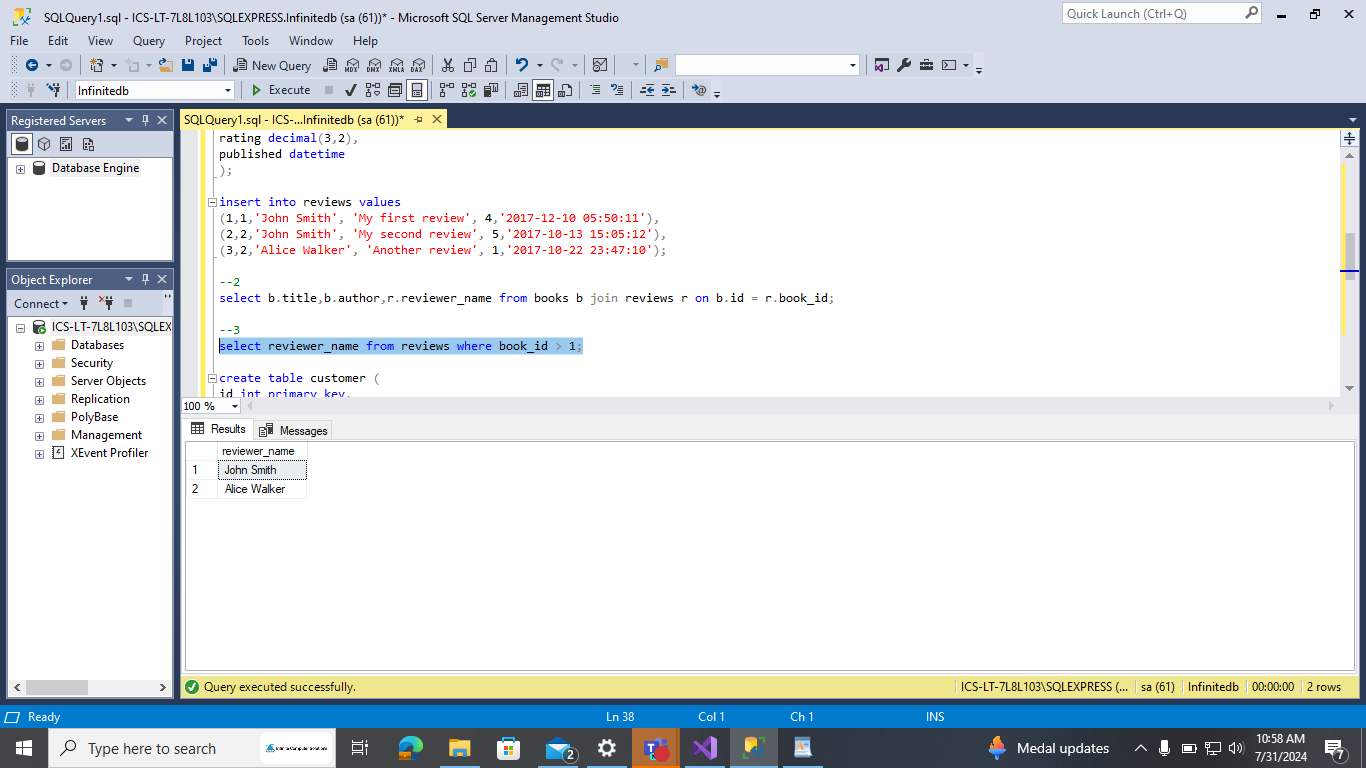 SQLQuery1.sql - ICS-LT-7L8L103\SQLEXPRESS.Infinitedb (sa (61))* - Microsoft SQL Server Management Studio
Quick Launch (Ctrl+Q)
File Edit View Query Project Tools Window Help
New Query MDX DMX XMLA DAX
Infinitedb Execute
Registered Servers
Database Engine
Object Explorer
Connect
ICS-LT-7L8L103\SQLEX
Databases
Security
Server Objects
Replication
PolyBase
Management
XEvent Profiler
SQLQuery1.sql - ICS-...Infinitedb (sa (61))*
rating decimal(3,2),
published datetime
);
insert into reviews values
(1,1,'John Smith', 'My first review', 4,'2017-12-10 05:50:11'),
(2,2,'John Smith', 'My second review', 5,'2017-10-13 15:05:12'),
(3,2,'Alice Walker', 'Another review', 1,'2017-10-22 23:47:10');
--2
select b.title,b.author,r.reviewer_name from books b join reviews r on b.id = r.book_id;
--3
select reviewer_name from reviews where book_id > 1;
create table customer (
id int primary key,
100 %
Results Messages
reviewer_name
1 John Smith
2 Alice Walker
Query executed successfully. ICS-LT-7L8L103\SQLEXPRESS (... sa (61) Infinitedb 00:00:00 2 rows
Ready Ln 38 Col 1 Ch 1 INS
Type here to search
Infinite Computer Solutions
2
Medal updates
10:58 AM
7/31/2024
7